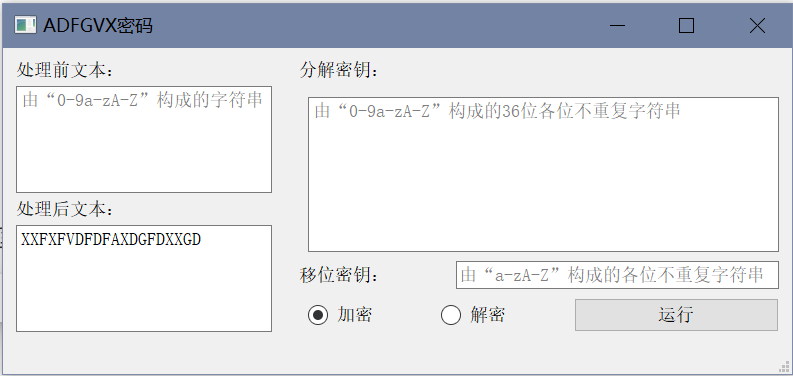 ADFGVX密码
处理前文本：
由“0-9a-zA-Z”构成的字符串
处理后文本：
XXFXFVDFDFAXDGFDXXGD
分解密钥：
由“0-9a-zA-Z”构成的36位各位不重复字符串
移位密钥：
由“a-zA-Z”构成的各位不重复字符串
加密
解密
运行